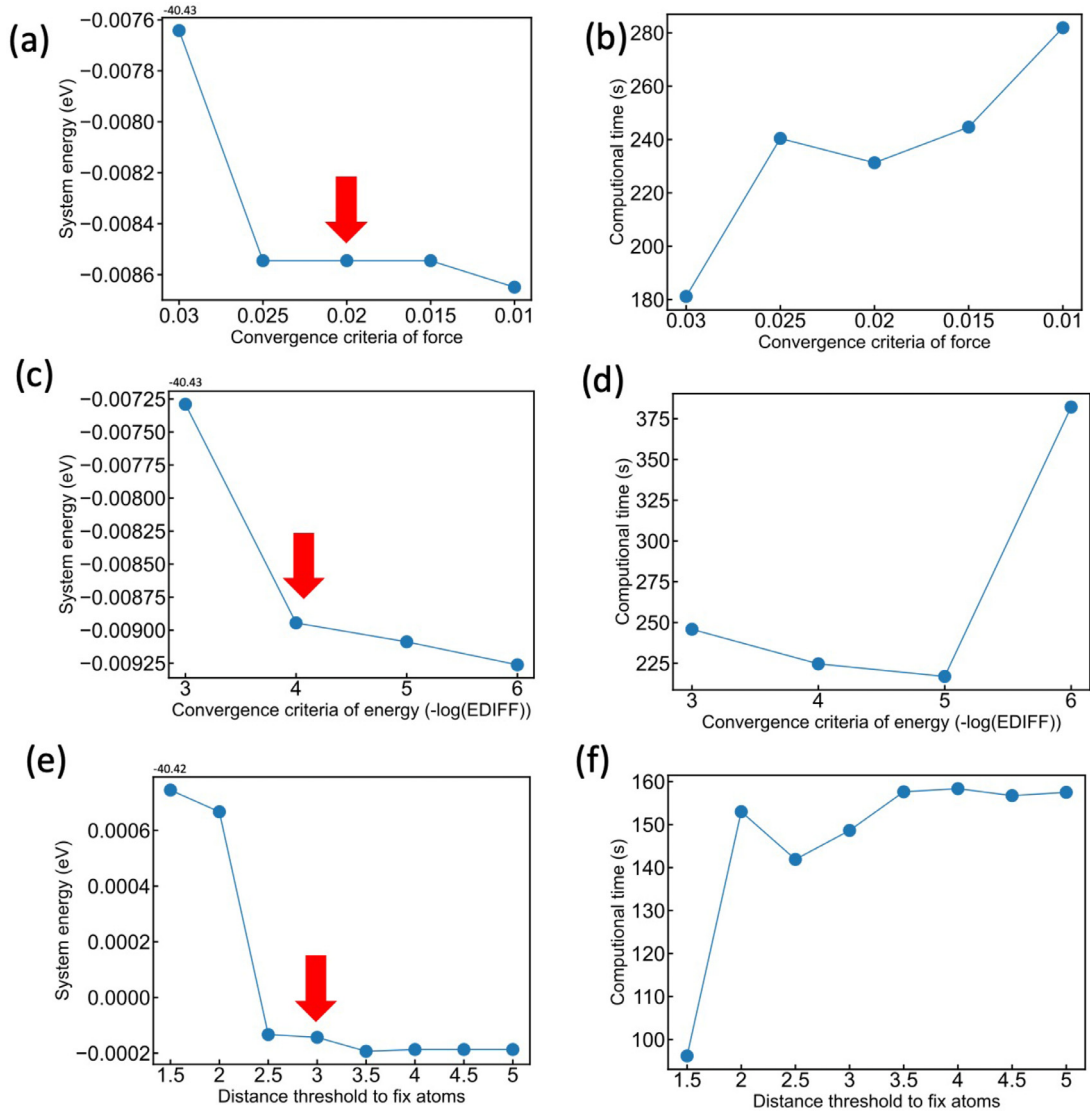 (a)
-40.43
−0.0076
−0.0078
−0.0080
−0.0082
−0.0084
−0.0086
System energy (eV)
0.03 0.025 0.02 0.015 0.01
Convergence criteria of force
(b)
280
260
240
220
200
180
Computional time (s)
0.03 0.025 0.02 0.015 0.01
Convergence criteria of force
(c)
-40.43
−0.00725
−0.00750
−0.00775
−0.00800
−0.00825
−0.00850
−0.00875
−0.00900
−0.00925
System energy (eV)
3 4 5 6
Convergence criteria of energy (-log(EDIFF))
(d)
375
350
325
300
275
250
225
Computional time (s)
3 4 5 6
Convergence criteria of energy (-log(EDIFF))
(e)
-40.42
0.0006
0.0004
0.0002
0.0000
−0.0002
System energy (eV)
1.5 2 2.5 3 3.5 4 4.5 5
Distance threshold to fix atoms
(f)
160
150
140
130
120
110
100
Computional time (s)
1.5 2 2.5 3 3.5 4 4.5 5
Distance threshold to fix atoms